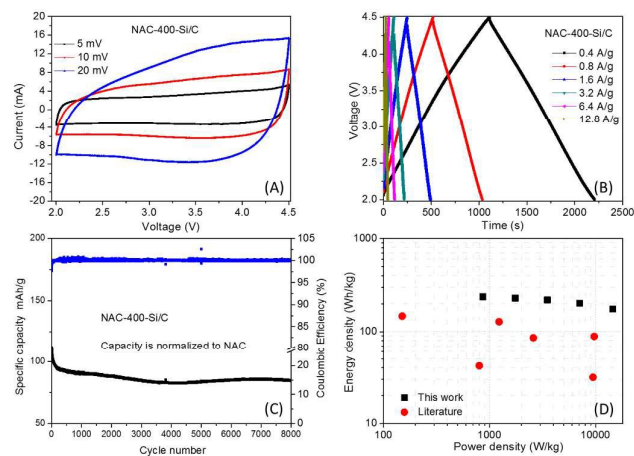 NAC-400-Si/C
5 mV
10 mV
20 mV
20
16
12
8
4
0
-4
-8
-12
-16
-20
Current (mA)
2.0
2.5
3.0
3.5
4.0
4.5
Voltage (V)
(A)
NAC-400-Si/C
0.4 A/g
0.8 A/g
1.6 A/g
3.2 A/g
6.4 A/g
12.0 A/g
4.5
4.0
3.5
3.0
2.5
2.0
Voltage (V)
0
500
1000
1500
2000
2500
Time (s)
(B)
200
175
150
125
100
75
50
Specific capacity mAh/g
NAC-400-Si/C
Capacity is normalized to NAC
105
100
95
90
85
80
20
15
10
5
0
Coulombic Efficiency (%)
0
1000
2000
3000
4000
5000
6000
7000
8000
Cycle number
(C)
1000
100
10
Energy density (Wh/kg)
This work
Literature
100
1000
10000
Power density (W/kg)
(D)